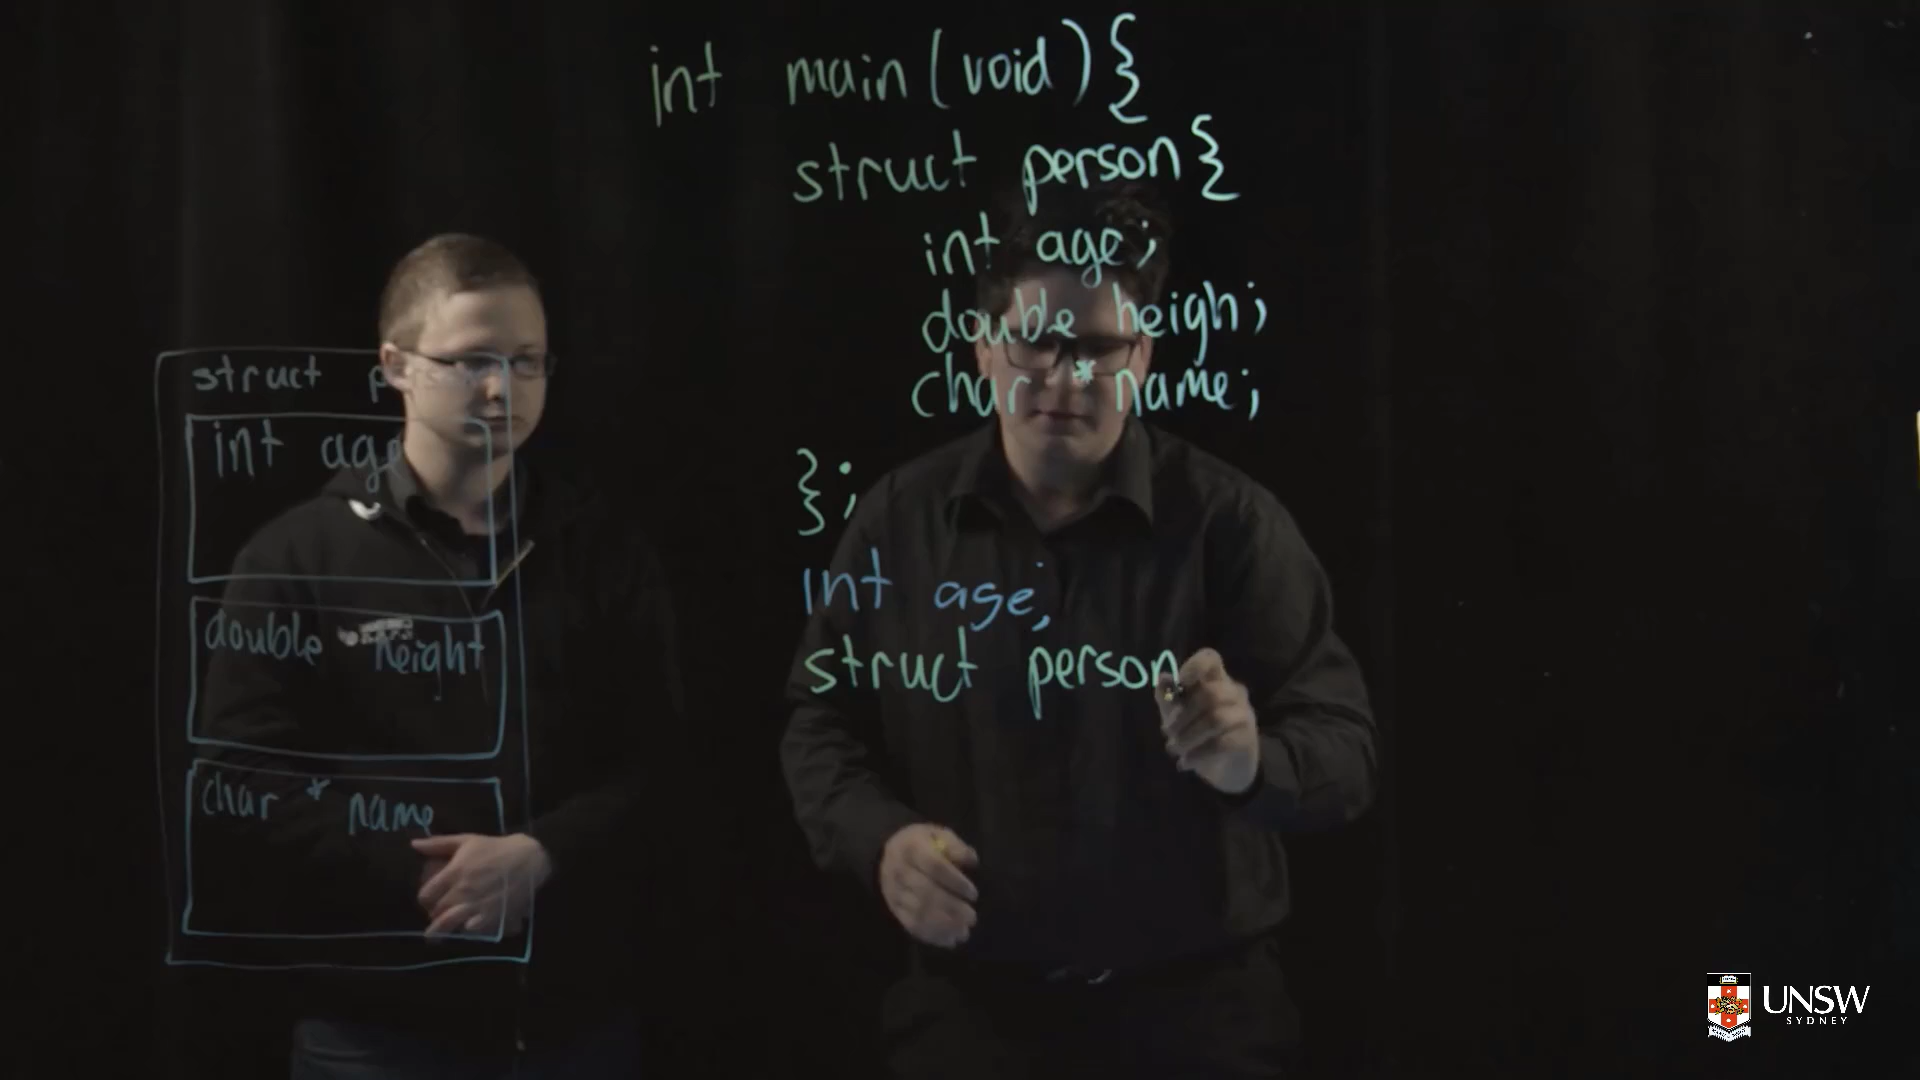 int main(void){
struct person{
int age;
double heigh;
char *name;
};
int age;
struct person
struct
int age
double height
char * name
UNSW
SYDNEY